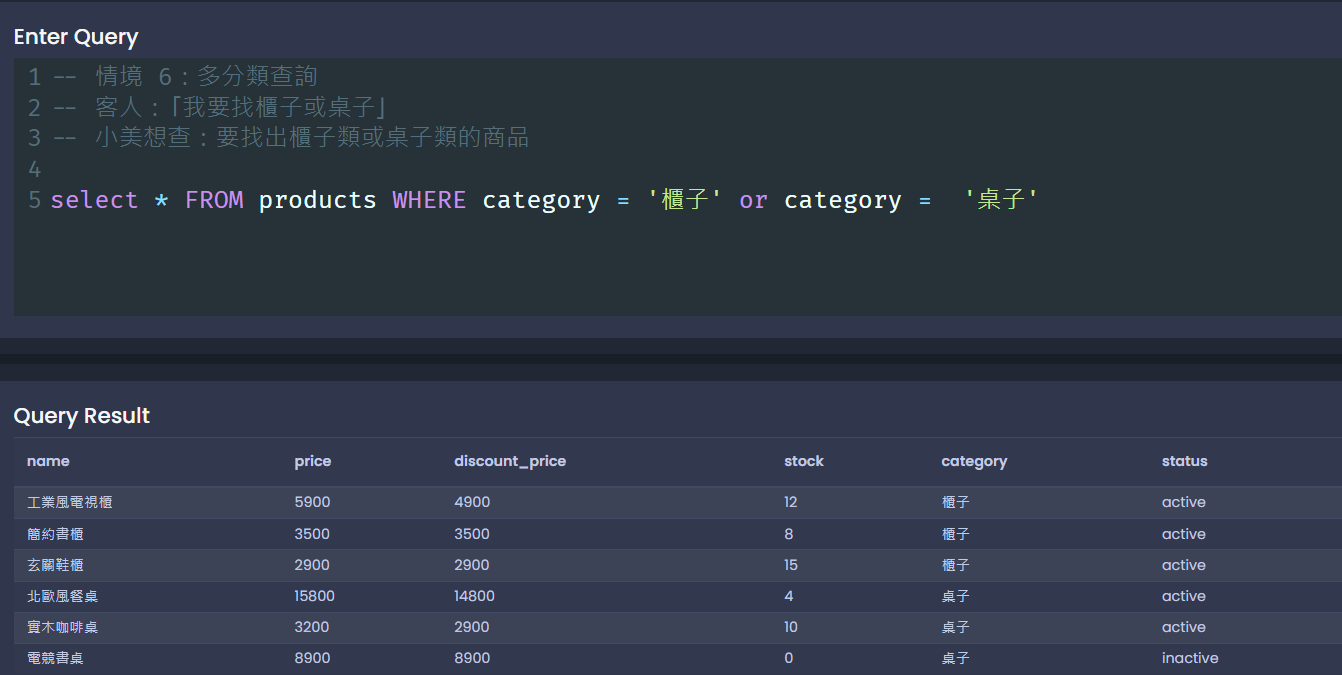 Enter Query
1 -- 情境 6：多分類查詢
2 -- 客人：「我要找櫃子或桌子」
3 -- 小美想查：要找出櫃子類或桌子類的商品
4
5 select * FROM products WHERE category = '櫃子' or category =  '桌子'
Query Result
name price discount_price stock category status
工業風電視櫃 5900 4900 12 櫃子 active
簡約書櫃 3500 3500 8 櫃子 active
玄關鞋櫃 2900 2900 15 櫃子 active
北歐風餐桌 15800 14800 4 桌子 active
實木咖啡桌 3200 2900 10 桌子 active
電競書桌 8900 8900 0 桌子 inactive